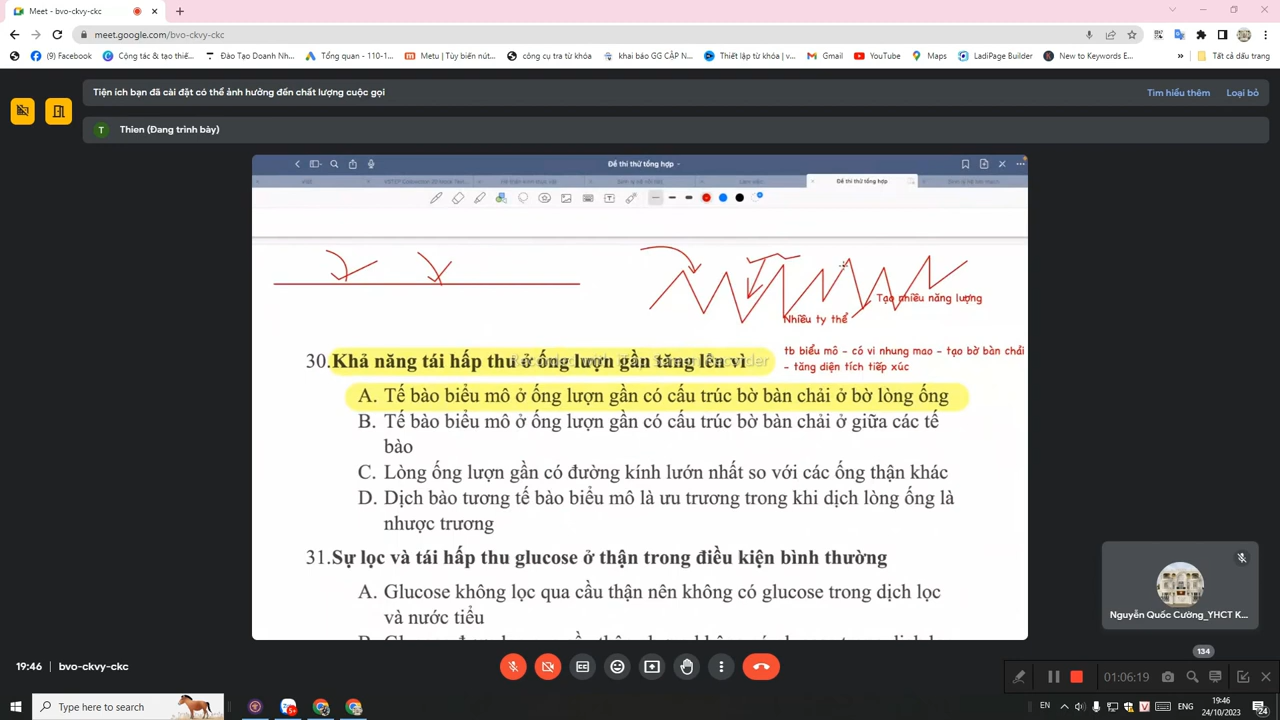 Meet - bvo-ckvy-ckc
meet.google.com/bvo-ckvy-ckc
(9) Facebook
Công tác & tạo thiế...
Đào Tạo Doanh Nh...
Tổng quan - 110-1...
Metu | Tùy biến nút...
công cụ tra từ khóa
khai báo GG CẬP N...
Thiết lập từ khóa | v...
Gmail
YouTube
Maps
LadiPage Builder
New to Keywords E...
»
Tất cả dấu trang
Tiện ích bạn đã cài đặt có thể ảnh hưởng đến chất lượng cuộc gọi
Tìm hiểu thêm
Loại bỏ
T
Thien (Đang trình bày)
Đề thi thử tổng hợp
Đề thi thử tổng hợp
Tạo nhiều năng lượng
Nhiều ty thể
tb biểu mô - có vi nhung mao - tạo bờ bàn chải
- tăng diện tích tiếp xúc
30.Khả năng tái hấp thu ở ống lượn gần tăng lên vì
A. Tế bào biểu mô ở ống lượn gần có cấu trúc bờ bàn chải ở bờ lòng ống
B. Tế bào biểu mô ở ống lượn gần có cấu trúc bờ bàn chải ở giữa các tế
bào
C. Lòng ống lượn gần có đường kính lướn nhất so với các ống thận khác
D. Dịch bào tương tế bào biểu mô là ưu trương trong khi dịch lòng ống là
nhược trương
31.Sự lọc và tái hấp thu glucose ở thận trong điều kiện bình thường
A. Glucose không lọc qua cầu thận nên không có glucose trong dịch lọc
và nước tiểu
Nguyễn Quốc Cường_YHCT K...
134
19:46
bvo-ckvy-ckc
01:06:19
Type here to search
EN
19:46
24/10/2023
24